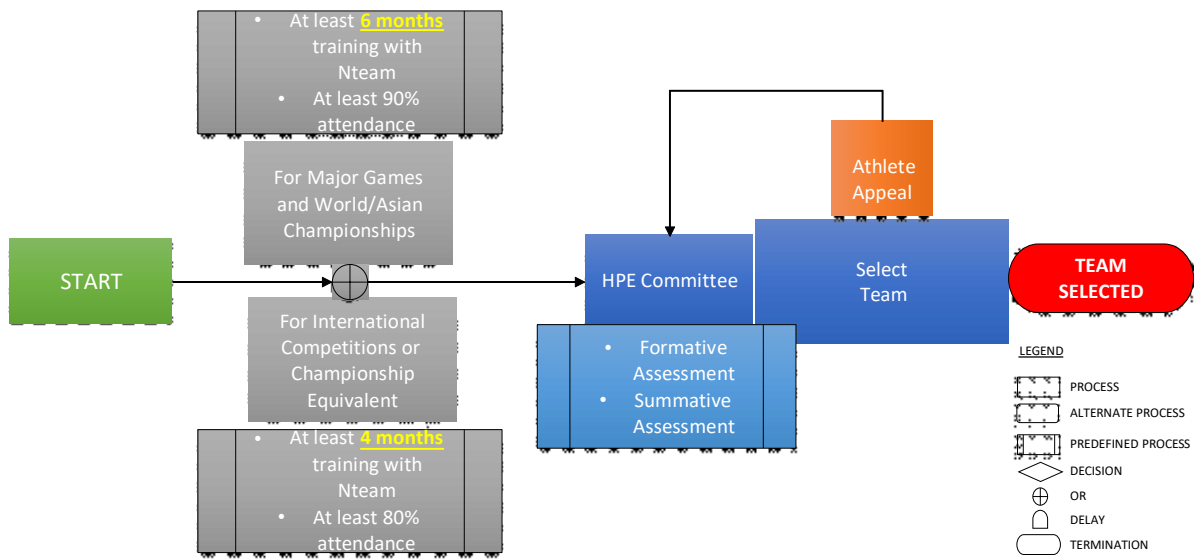 • At least 6 months
training with
Nteam
• At least 90%
attendance
For Major Games
and World/Asian
Championships
START
For International
Competitions or
Championship
Equivalent
• At least 4 months
training with
Nteam
• At least 80%
attendance
HPE Committee
• Formative
Assessment
• Summative
Assessment
Athlete
Appeal
Select
Team
TEAM
SELECTED
LEGEND
PROCESS
ALTERNATE PROCESS
PREDEFINED PROCESS
DECISION
OR
DELAY
TERMINATION